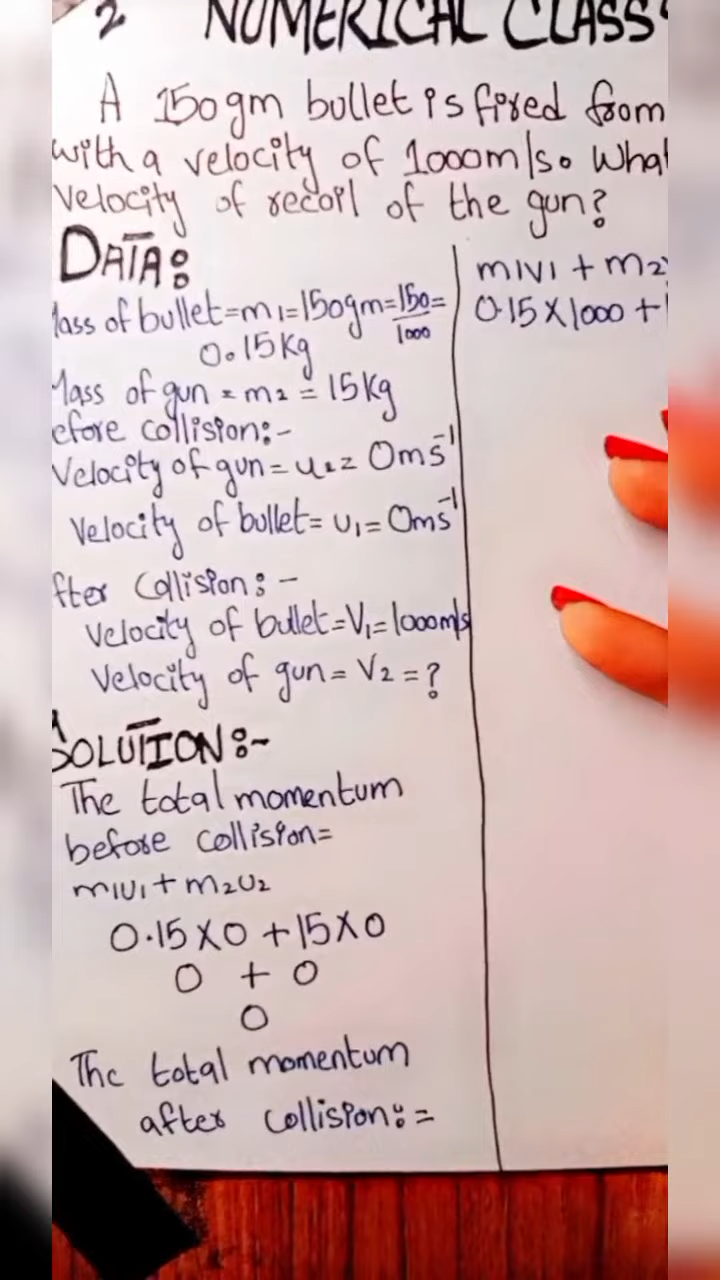 2 NUMERICAL CLASS
A 150gm bullet is fired from
with a velocity of 1000m/s. What
velocity of recoil of the gun?
DATA:
Mass of bullet=m1=150gm=150/1000=
0.15Kg
Mass of gun = m2 = 15Kg
efore collision:-
Velocity of gun = u2= 0ms⁻¹
Velocity of bullet= u1= 0ms⁻¹
fter Collision:-
Velocity of bullet=V1=1000m/s
Velocity of gun = V2 =?
SOLUTION:~
The total momentum
before collision=
m1u1+ m2u2
0.15 X 0 + 15 X 0
0 + 0
0
The total momentum
after collision:=
m1v1 + m2
0.15 X 1000 +